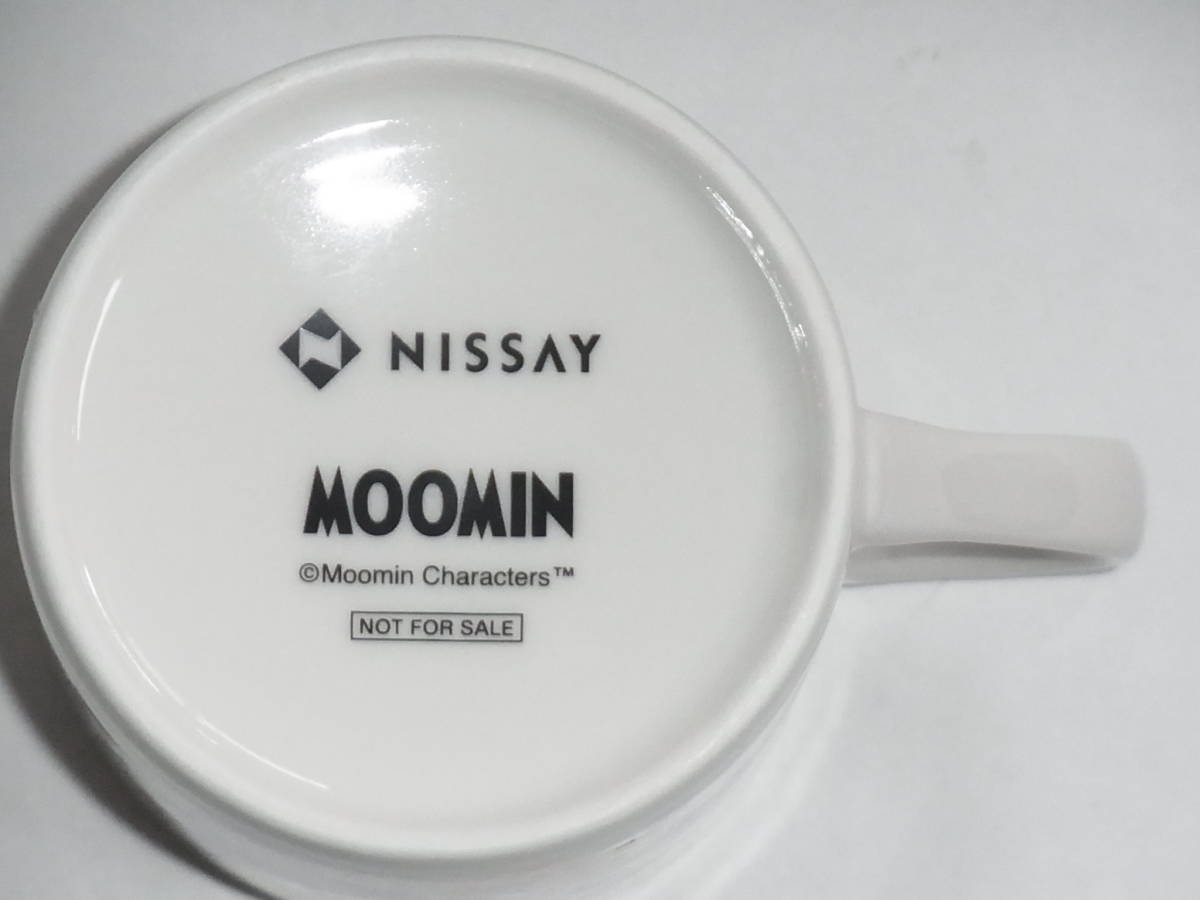 NISSAY
MOOMIN
©Moomin Characters™
NOT FOR SALE